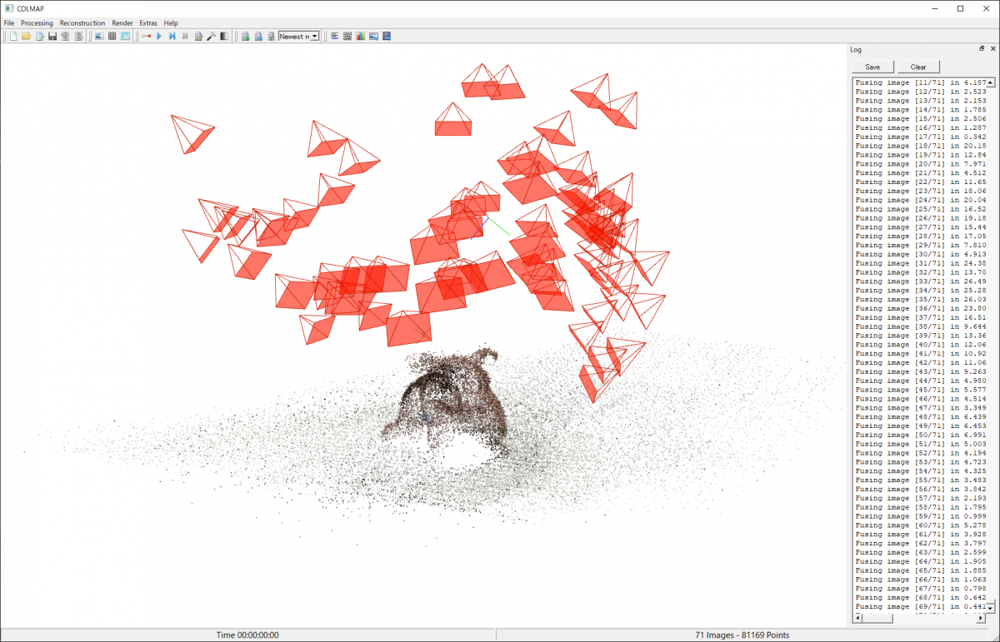 COLMAP
File Processing Reconstruction Render Extras Help
Newest n
Log
Save Clear
Fusing image [11/71] in 4.187
Fusing image [12/71] in 2.523
Fusing image [13/71] in 2.153
Fusing image [14/71] in 1.785
Fusing image [15/71] in 2.506
Fusing image [16/71] in 1.287
Fusing image [17/71] in 0.342
Fusing image [18/71] in 20.18
Fusing image [19/71] in 12.84
Fusing image [20/71] in 7.971
Fusing image [21/71] in 4.512
Fusing image [22/71] in 11.65
Fusing image [23/71] in 18.06
Fusing image [24/71] in 20.04
Fusing image [25/71] in 16.52
Fusing image [26/71] in 19.18
Fusing image [27/71] in 15.44
Fusing image [28/71] in 17.05
Fusing image [29/71] in 7.810
Fusing image [30/71] in 4.913
Fusing image [31/71] in 24.38
Fusing image [32/71] in 13.70
Fusing image [33/71] in 26.49
Fusing image [34/71] in 25.28
Fusing image [35/71] in 26.03
Fusing image [36/71] in 23.80
Fusing image [37/71] in 16.51
Fusing image [38/71] in 9.644
Fusing image [39/71] in 13.36
Fusing image [40/71] in 12.06
Fusing image [41/71] in 10.92
Fusing image [42/71] in 11.06
Fusing image [43/71] in 9.263
Fusing image [44/71] in 4.980
Fusing image [45/71] in 5.577
Fusing image [46/71] in 4.514
Fusing image [47/71] in 3.349
Fusing image [48/71] in 6.439
Fusing image [49/71] in 6.453
Fusing image [50/71] in 6.991
Fusing image [51/71] in 5.003
Fusing image [52/71] in 4.194
Fusing image [53/71] in 4.723
Fusing image [54/71] in 4.325
Fusing image [55/71] in 3.483
Fusing image [56/71] in 3.842
Fusing image [57/71] in 2.193
Fusing image [58/71] in 1.795
Fusing image [59/71] in 0.999
Fusing image [60/71] in 5.278
Fusing image [61/71] in 3.928
Fusing image [62/71] in 3.797
Fusing image [63/71] in 2.599
Fusing image [64/71] in 1.905
Fusing image [65/71] in 1.885
Fusing image [66/71] in 1.063
Fusing image [67/71] in 0.798
Fusing image [68/71] in 0.642
Fusing image [69/71] in 0.441
Time 00:00:00:00
71 Images - 81169 Points